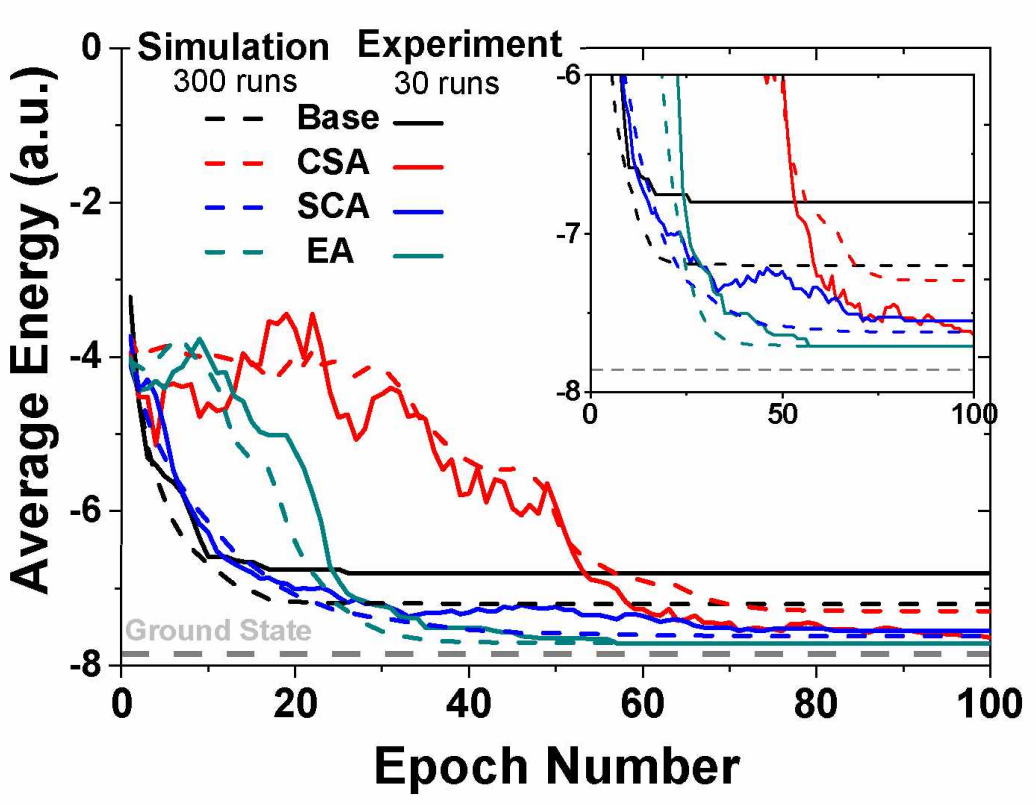 Simulation Experiment
300 runs 30 runs
Base
CSA
SCA
EA
0
-2
-4
-6
-8
Average Energy (a.u.)
Ground State
0 20 40 60 80 100
Epoch Number
-6
-7
-8
0 50 100